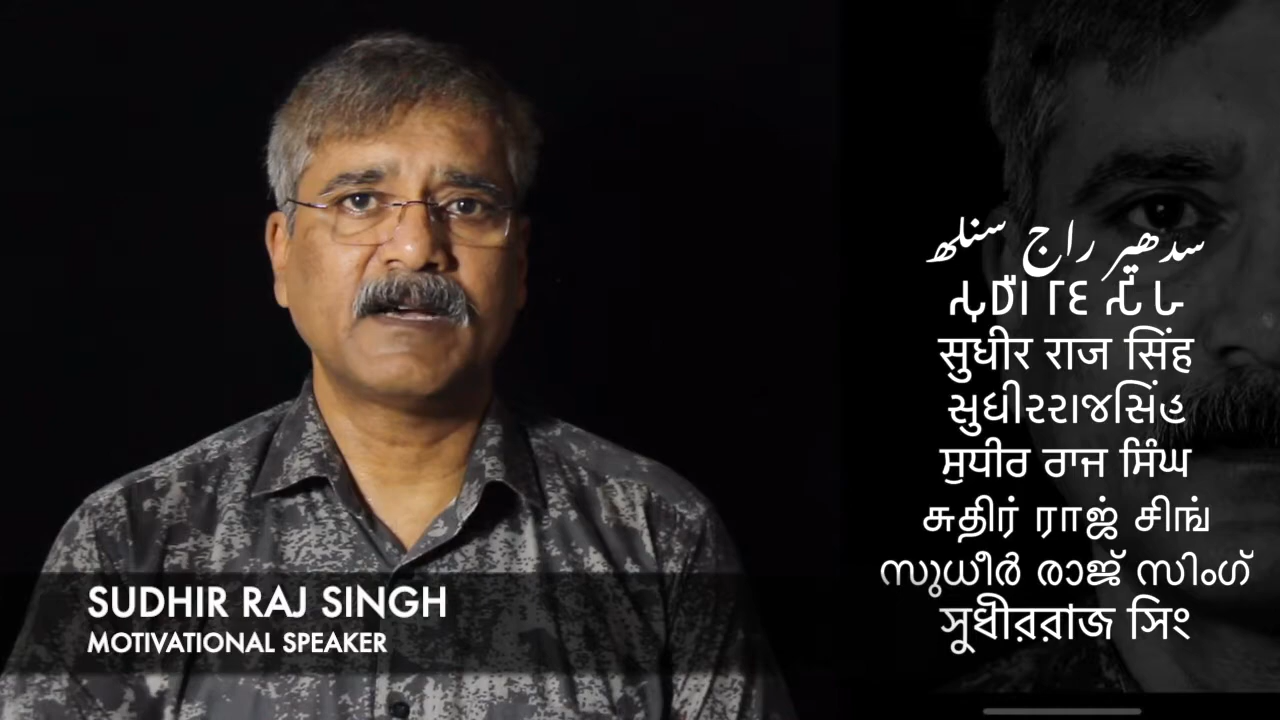 سدھیر راج سنلھ
सुधीर राज सिंह
સુધીરરાજસિંહ
ਸੁਧੀਰ ਰਾਜ ਸਿੰਘ
சுதிர் ராஜ் சிங்
സുധീർ രാജ് സിംഗ്
সুধীররাজ সিং
SUDHIR RAJ SINGH
MOTIVATIONAL SPEAKER